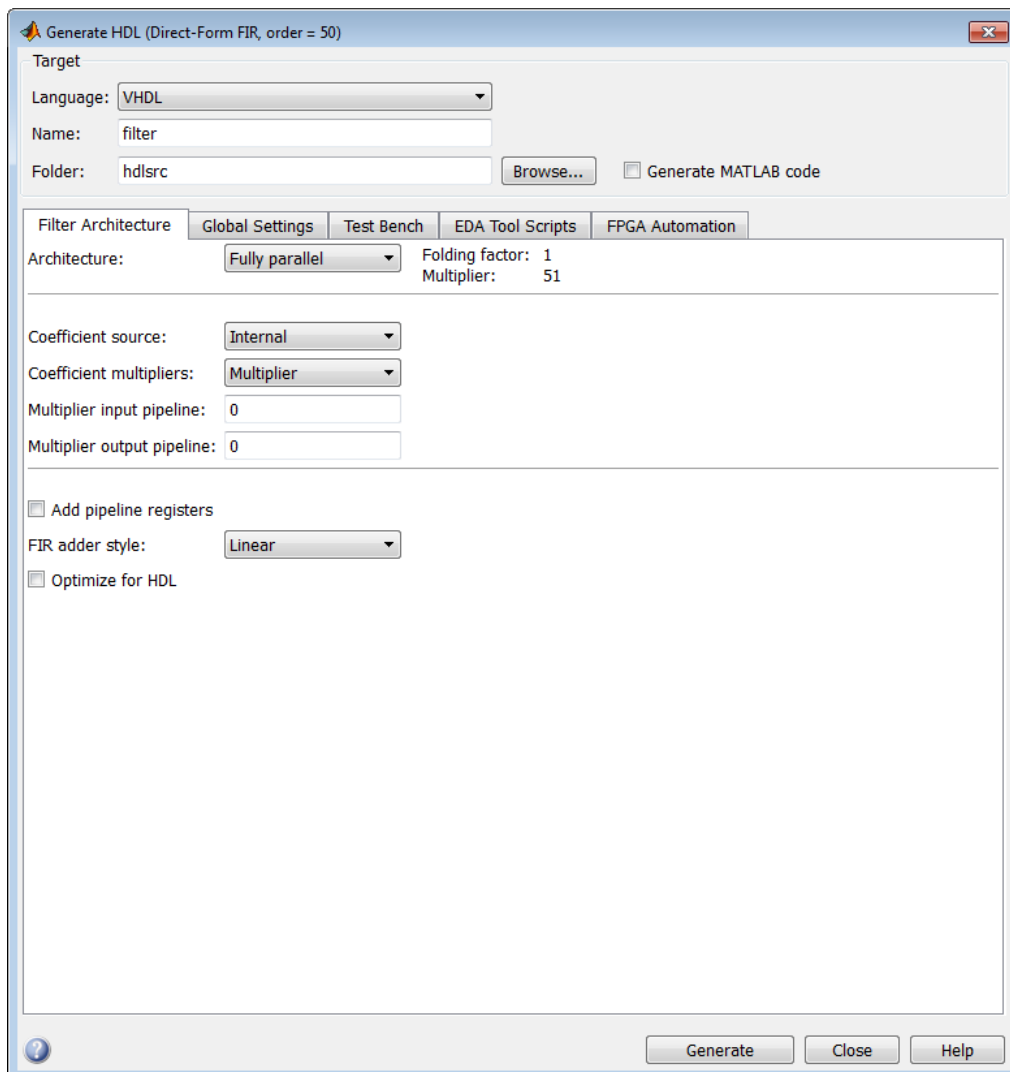 Generate HDL (Direct-Form FIR, order = 50)
Target
Language: VHDL
Name: filter
Folder: hdlsrc Browse... Generate MATLAB code
Filter Architecture Global Settings Test Bench EDA Tool Scripts FPGA Automation
Architecture: Fully parallel Folding factor: 1
Multiplier: 51
Coefficient source: Internal
Coefficient multipliers: Multiplier
Multiplier input pipeline: 0
Multiplier output pipeline: 0
Add pipeline registers
FIR adder style: Linear
Optimize for HDL
? Generate Close Help